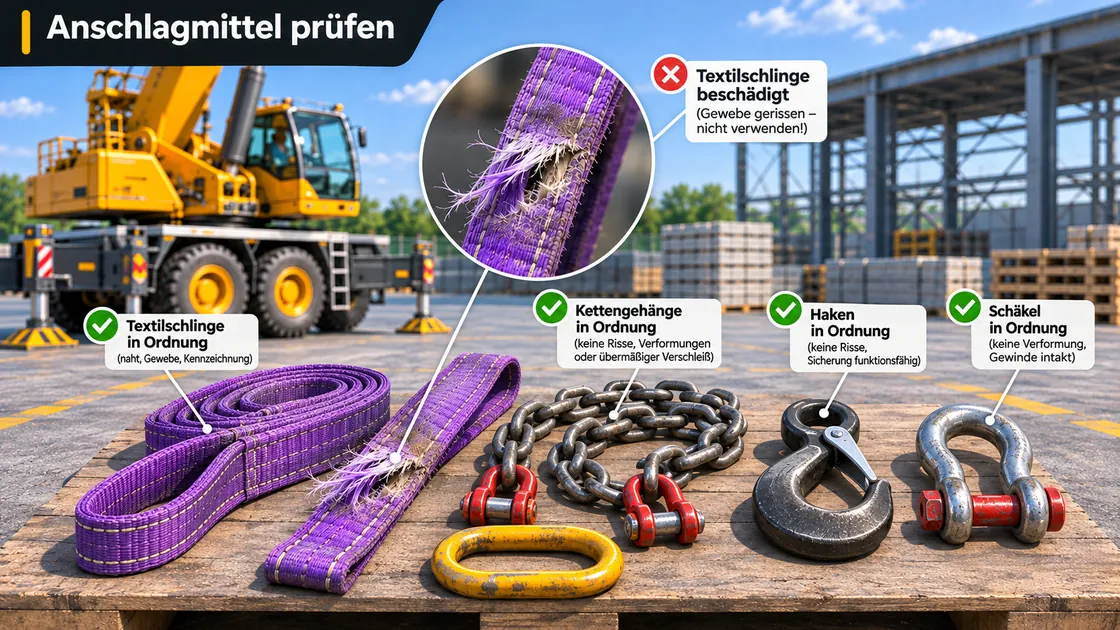 Anschlagmittel prüfen
Textilschlinge
beschädigt
(Gewebe gerissen –
nicht verwenden!)
Textilschlinge
in Ordnung
(naht, Gewebe, Kennzeichnung)
Kettengehänge
in Ordnung
(keine Risse, Verformungen
oder übermäßiger Verschleiß)
Haken
in Ordnung
(keine Risse,
Sicherung funktionsfähig)
Schäkel
in Ordnung
(keine Verformung,
Gewinde intakt)